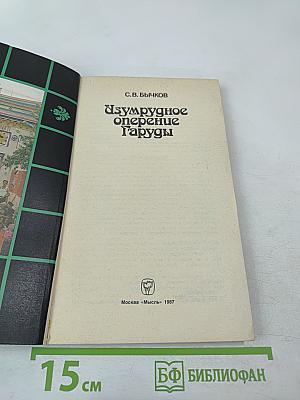 С. В. БЫЧКОВ
Изумрудное
оперение
Гаруды
Москва «Мысль» 1987
15 см
БФ БИБЛИОФАН